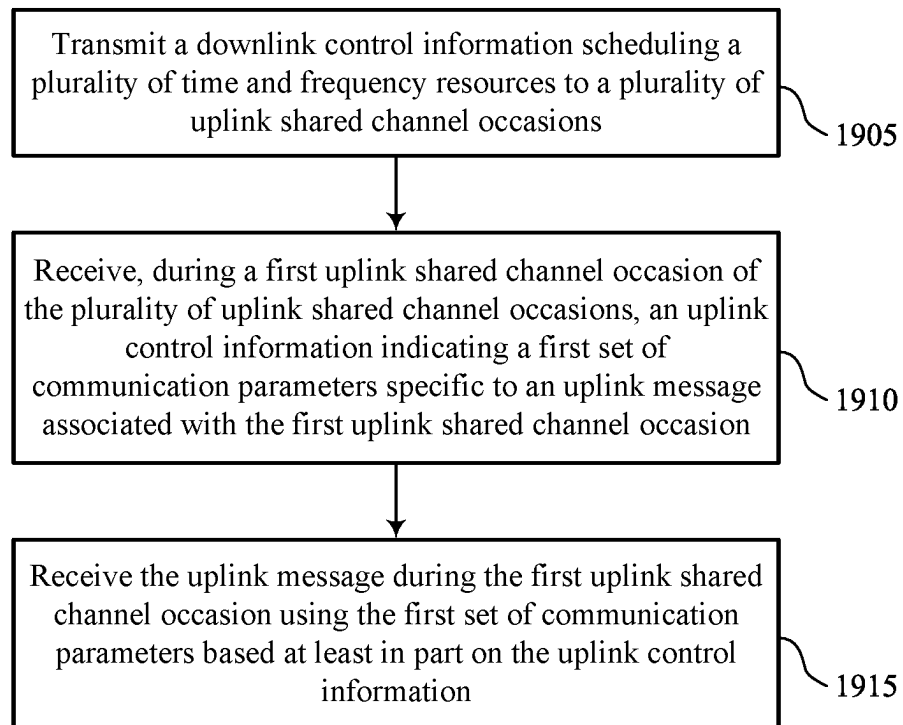 Transmit a downlink control information scheduling a
plurality of time and frequency resources to a plurality of
uplink shared channel occasions
1905
Receive, during a first uplink shared channel occasion of
the plurality of uplink shared channel occasions, an uplink
control information indicating a first set of
communication parameters specific to an uplink message
associated with the first uplink shared channel occasion
1910
Receive the uplink message during the first uplink shared
channel occasion using the first set of communication
parameters based at least in part on the uplink control
information
1915